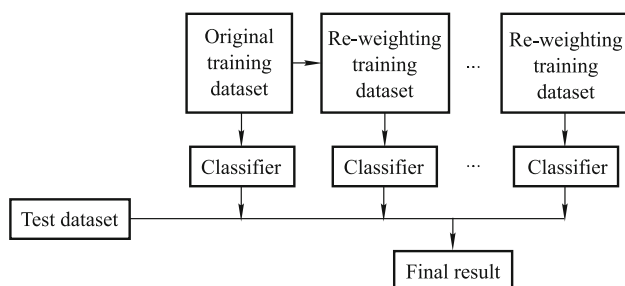 Original
training
dataset
Re-weighting
training
dataset
...
Re-weighting
training
dataset
Classifier
Classifier
...
Classifier
Test dataset
Final result